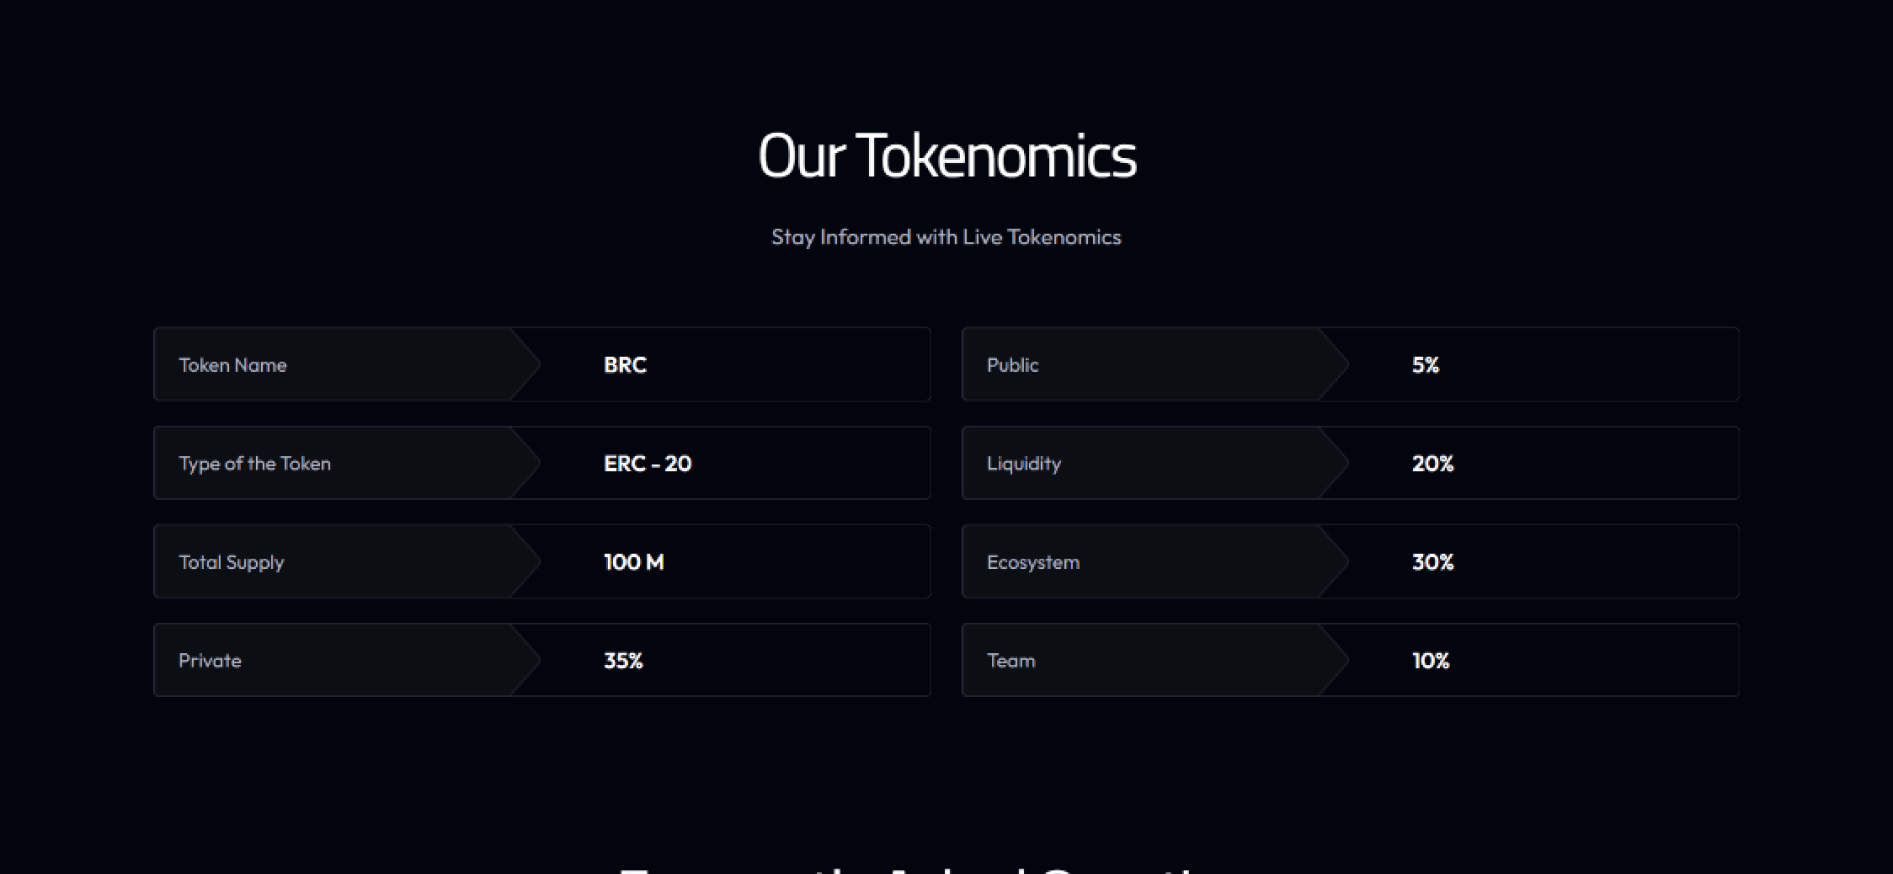 Our Tokenomics
Stay Informed with Live Tokenomics
Token Name
BRC
Public
5%
Type of the Token
ERC - 20
Liquidity
20%
Total Supply
100 M
Ecosystem
30%
Private
35%
Team
10%